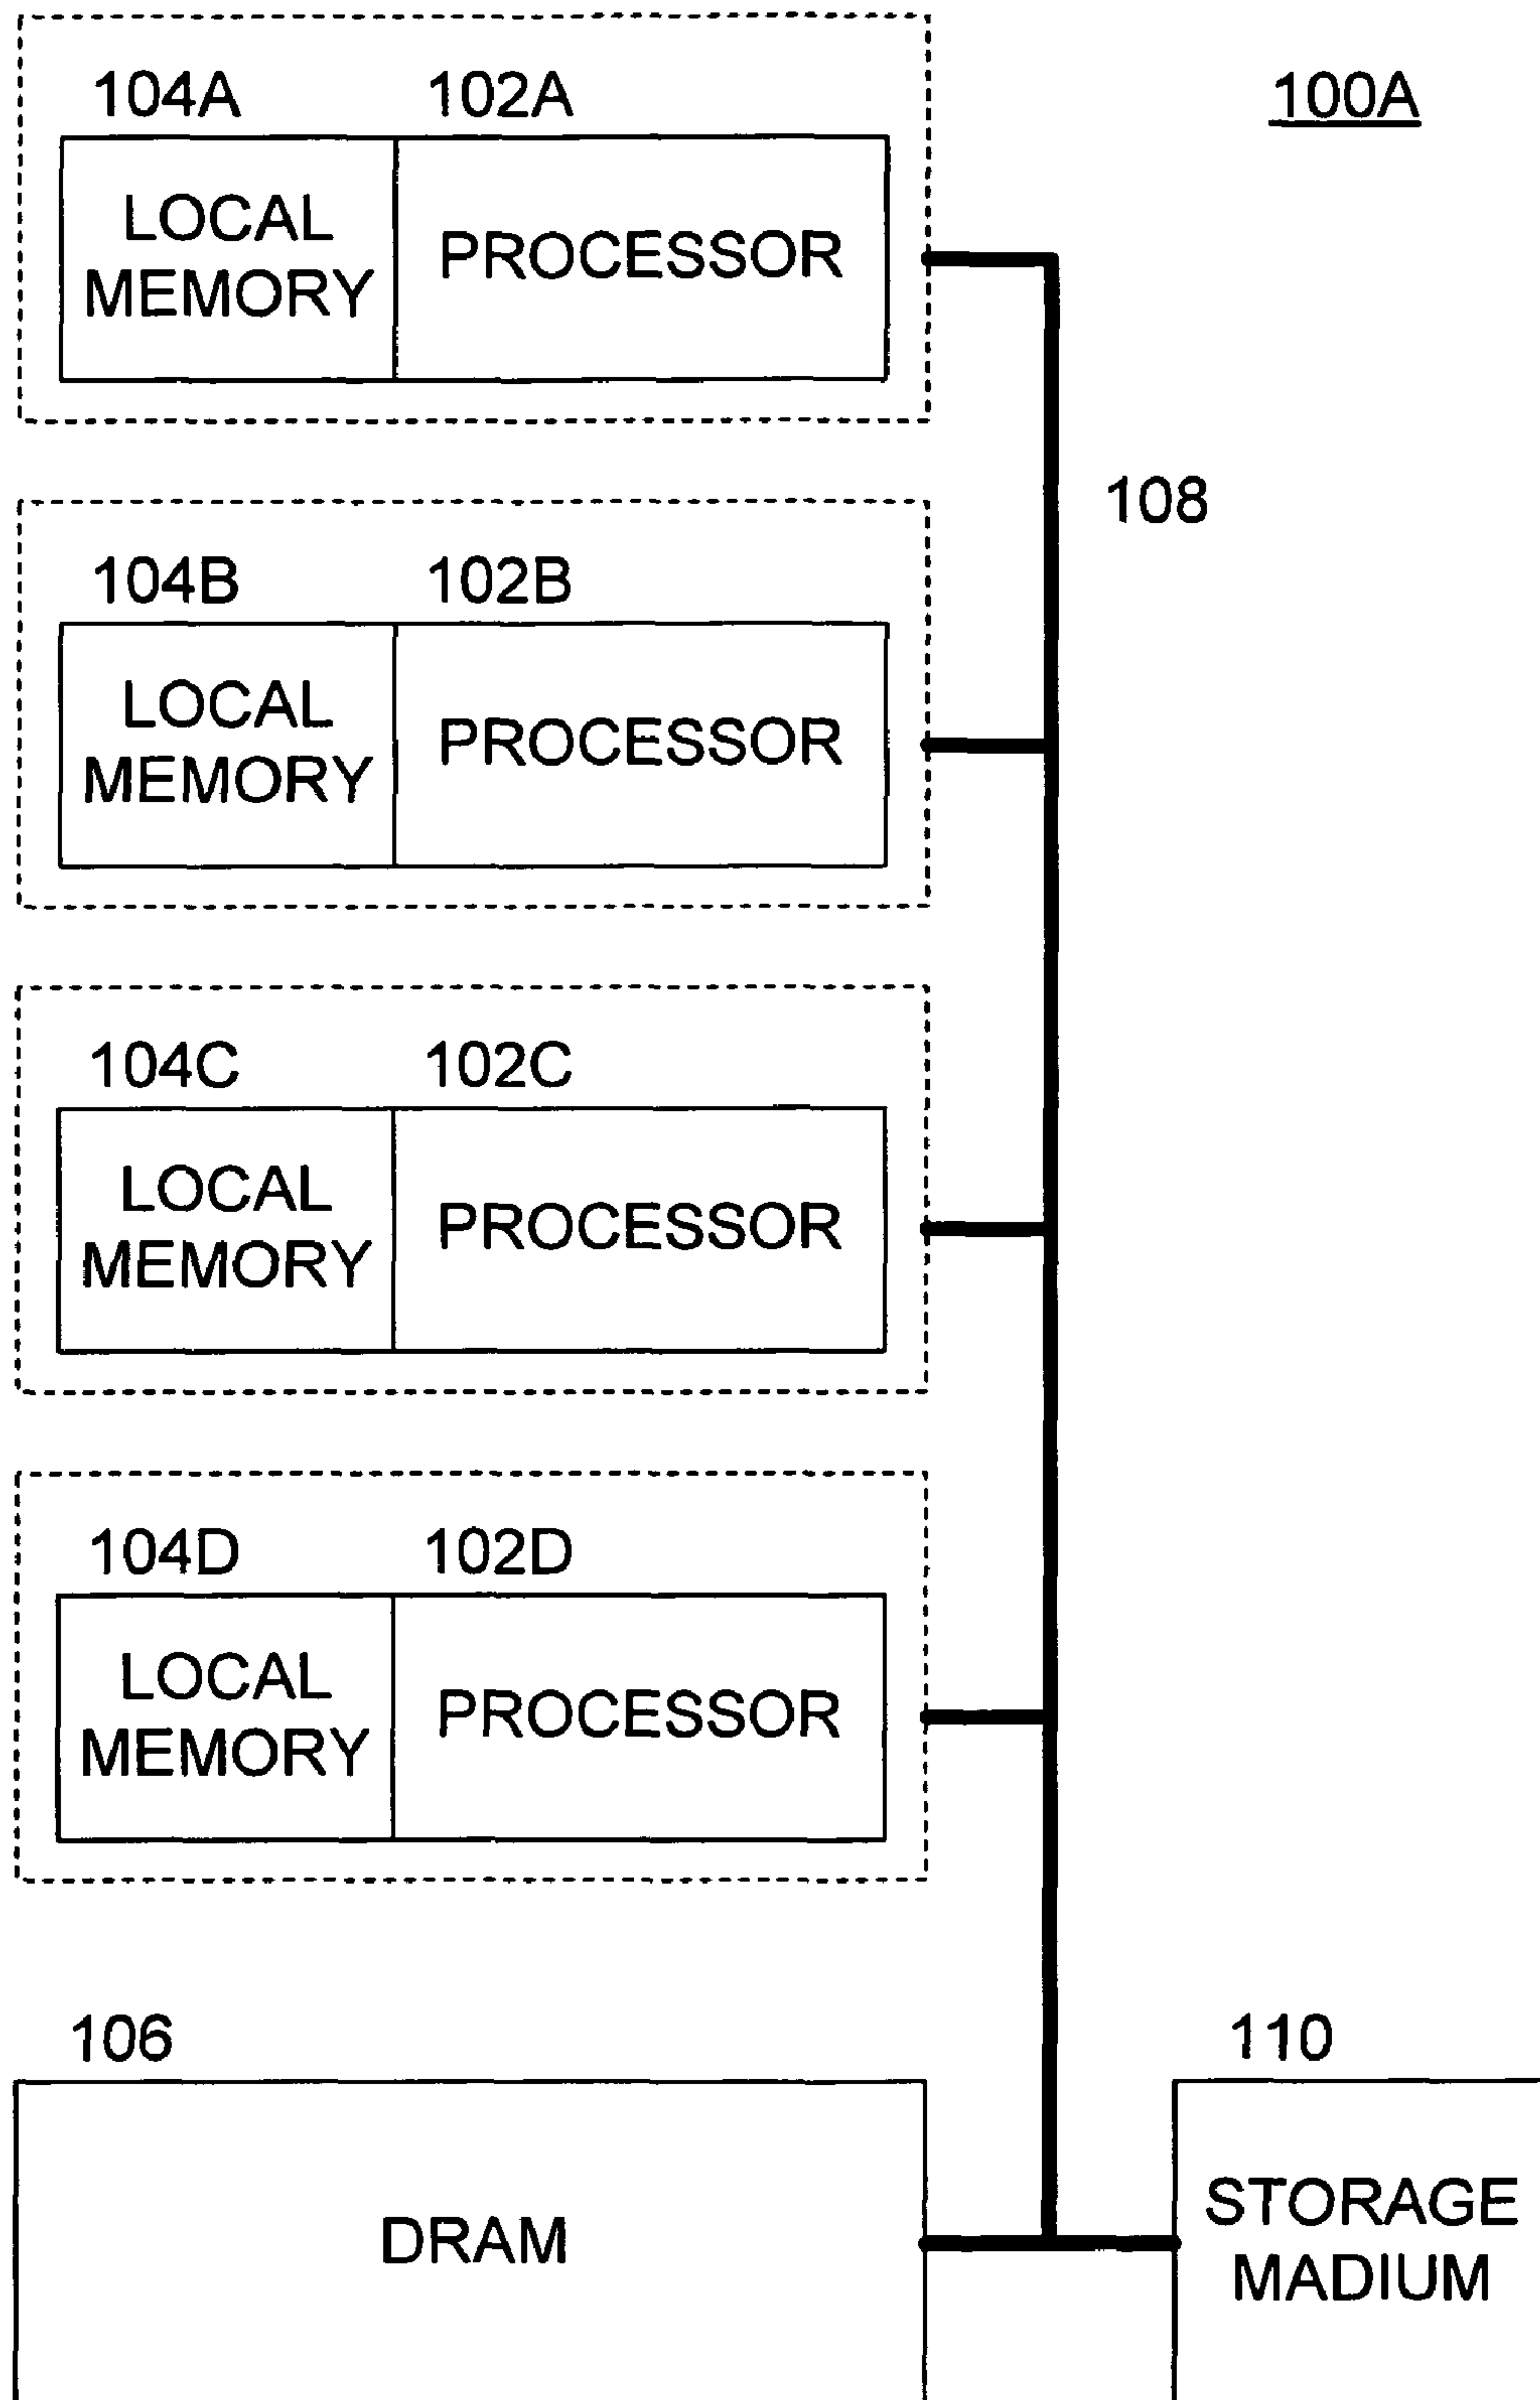 104A 102A 100A
LOCAL
MEMORY
PROCESSOR
108
104B 102B
LOCAL
MEMORY
PROCESSOR
104C 102C
LOCAL
MEMORY
PROCESSOR
104D 102D
LOCAL
MEMORY
PROCESSOR
106 110
DRAM
STORAGE
MADIUM